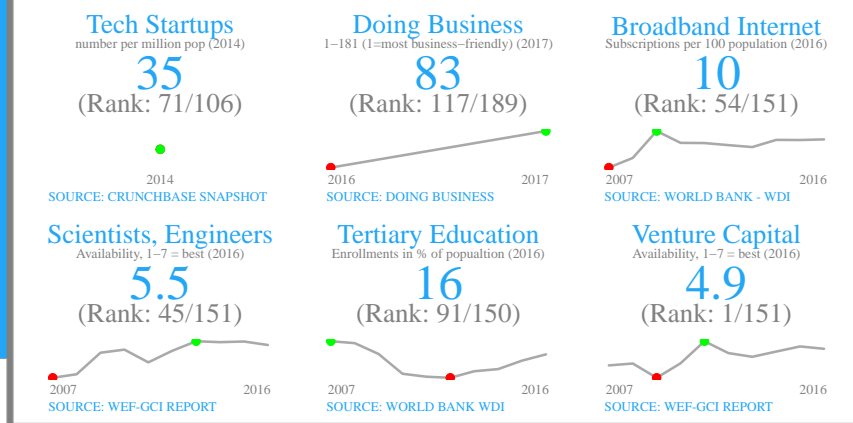 Tech Startups
number per million pop (2014)
35
(Rank: 71/106)
2014
SOURCE: CRUNCHBASE SNAPSHOT
Doing Business
1−181 (1=most business−friendly) (2017)
83
(Rank: 117/189)
2016 2017
SOURCE: DOING BUSINESS
Broadband Internet
Subscriptions per 100 population (2016)
10
(Rank: 54/151)
2007 2016
SOURCE: WORLD BANK - WDI
Scientists, Engineers
Availability, 1−7 = best (2016)
5.5
(Rank: 45/151)
2007 2016
SOURCE: WEF-GCI REPORT
Tertiary Education
Enrollments in % of popualtion (2016)
16
(Rank: 91/150)
2007 2016
SOURCE: WORLD BANK WDI
Venture Capital
Availability, 1−7 = best (2016)
4.9
(Rank: 1/151)
2007 2016
SOURCE: WEF-GCI REPORT